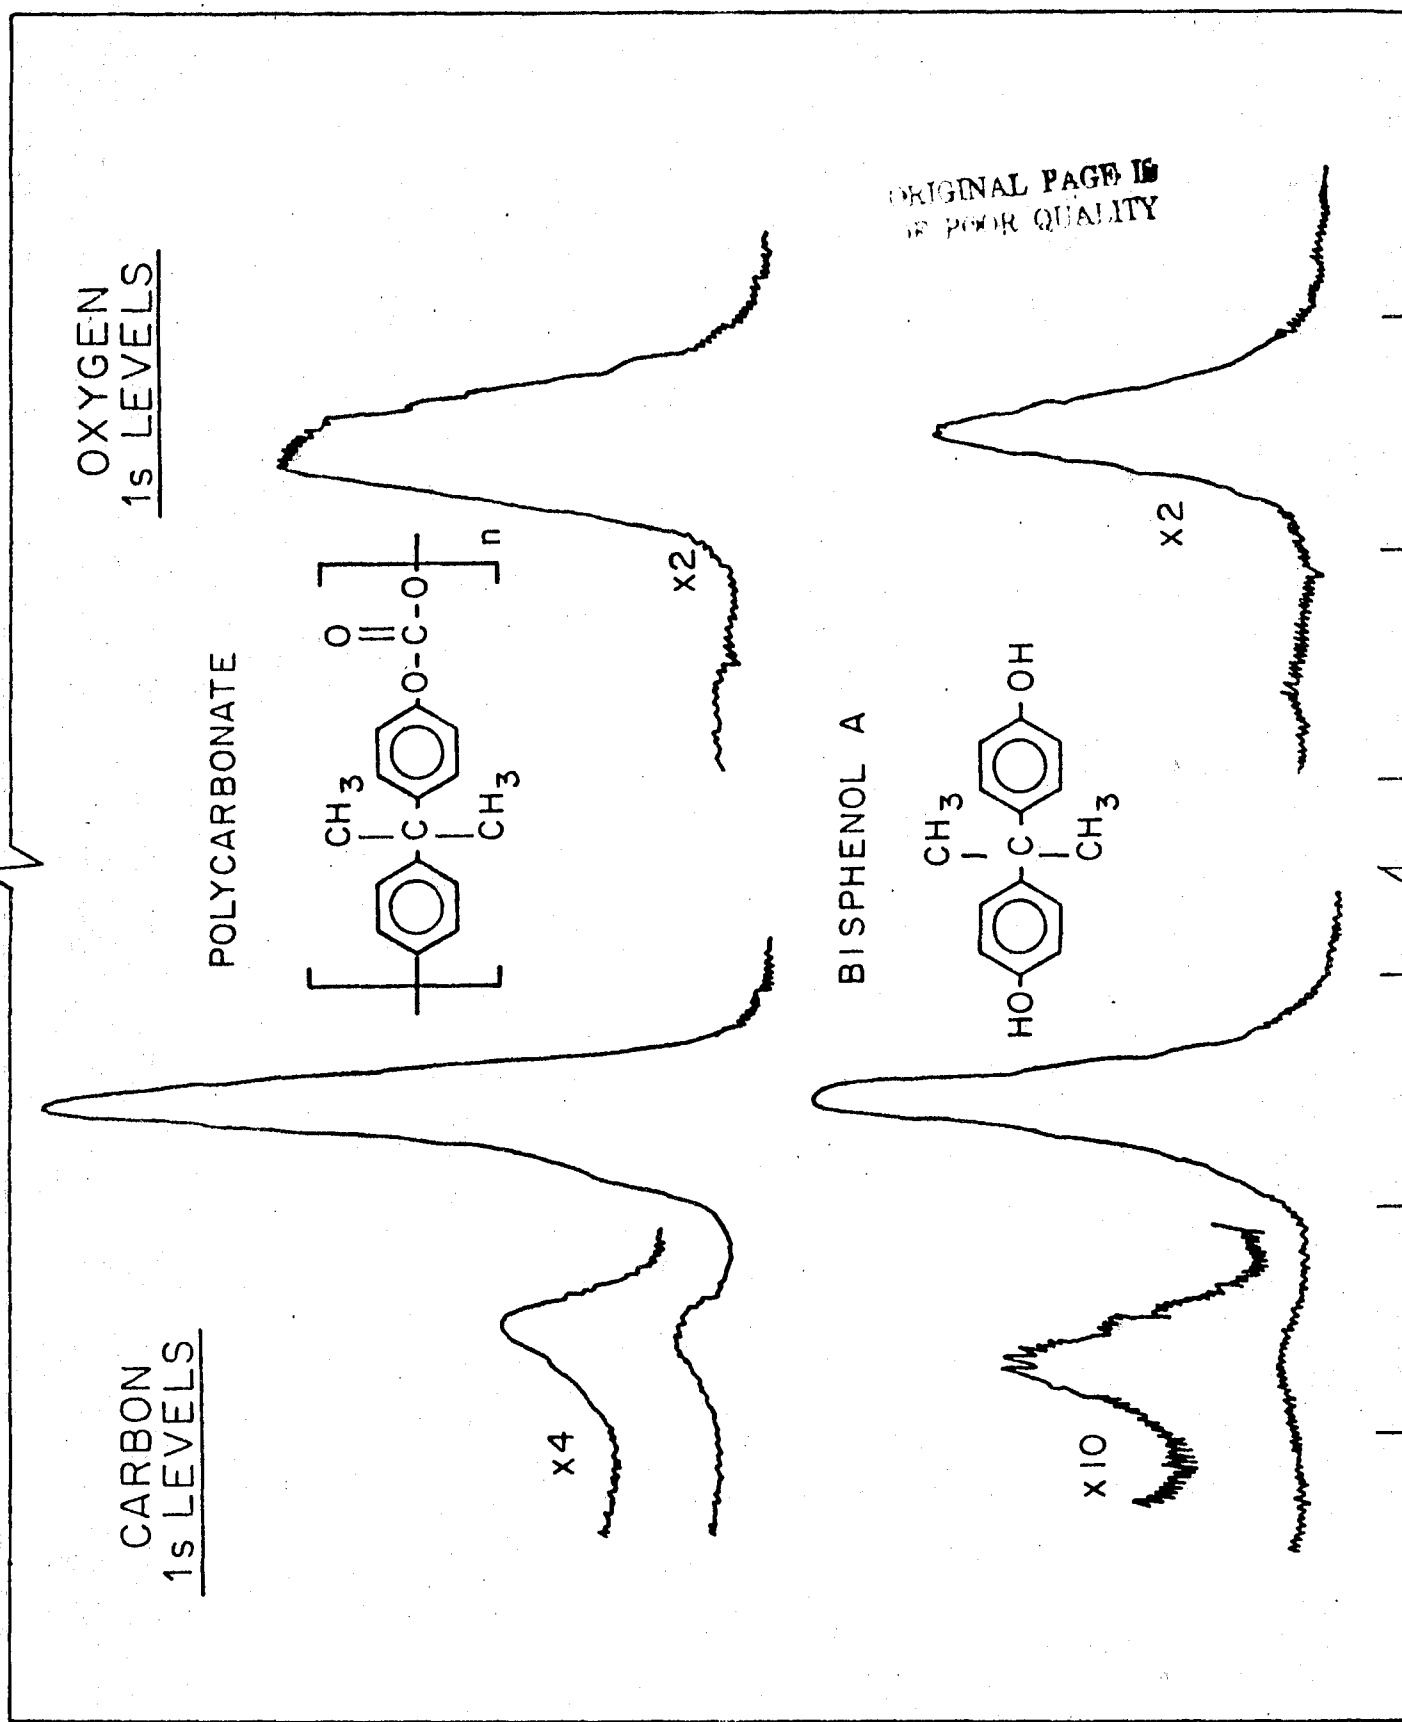 CARBON
1s LEVELS
OXYGEN
1s LEVELS
POLYCARBONATE
CH3
O
C
O
C
O
CH3
n
X4
X2
ORIGINAL PAGE IS
POOR QUALITY
BISPHENOL A
CH3
HO
C
OH
CH3
X10
X2